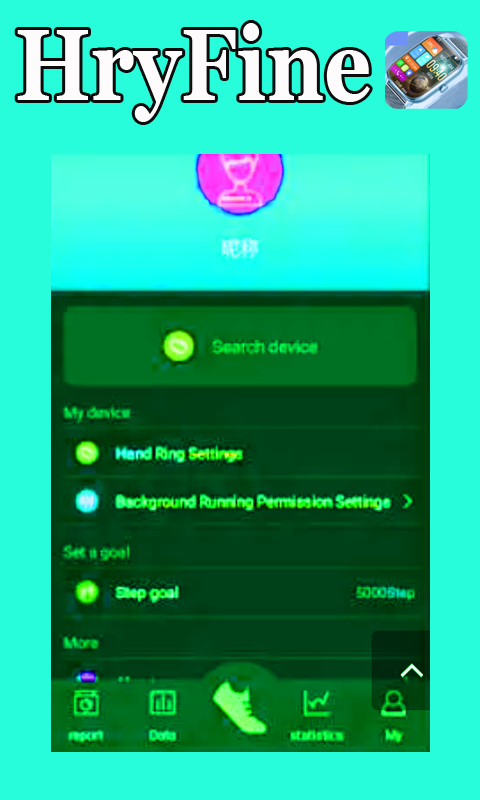 HryFine
昵称
Search device
My device
Hand Ring Settings
Background Running Permission Settings
Set a goal
Step goal 5000Step
More
report Data statistics My